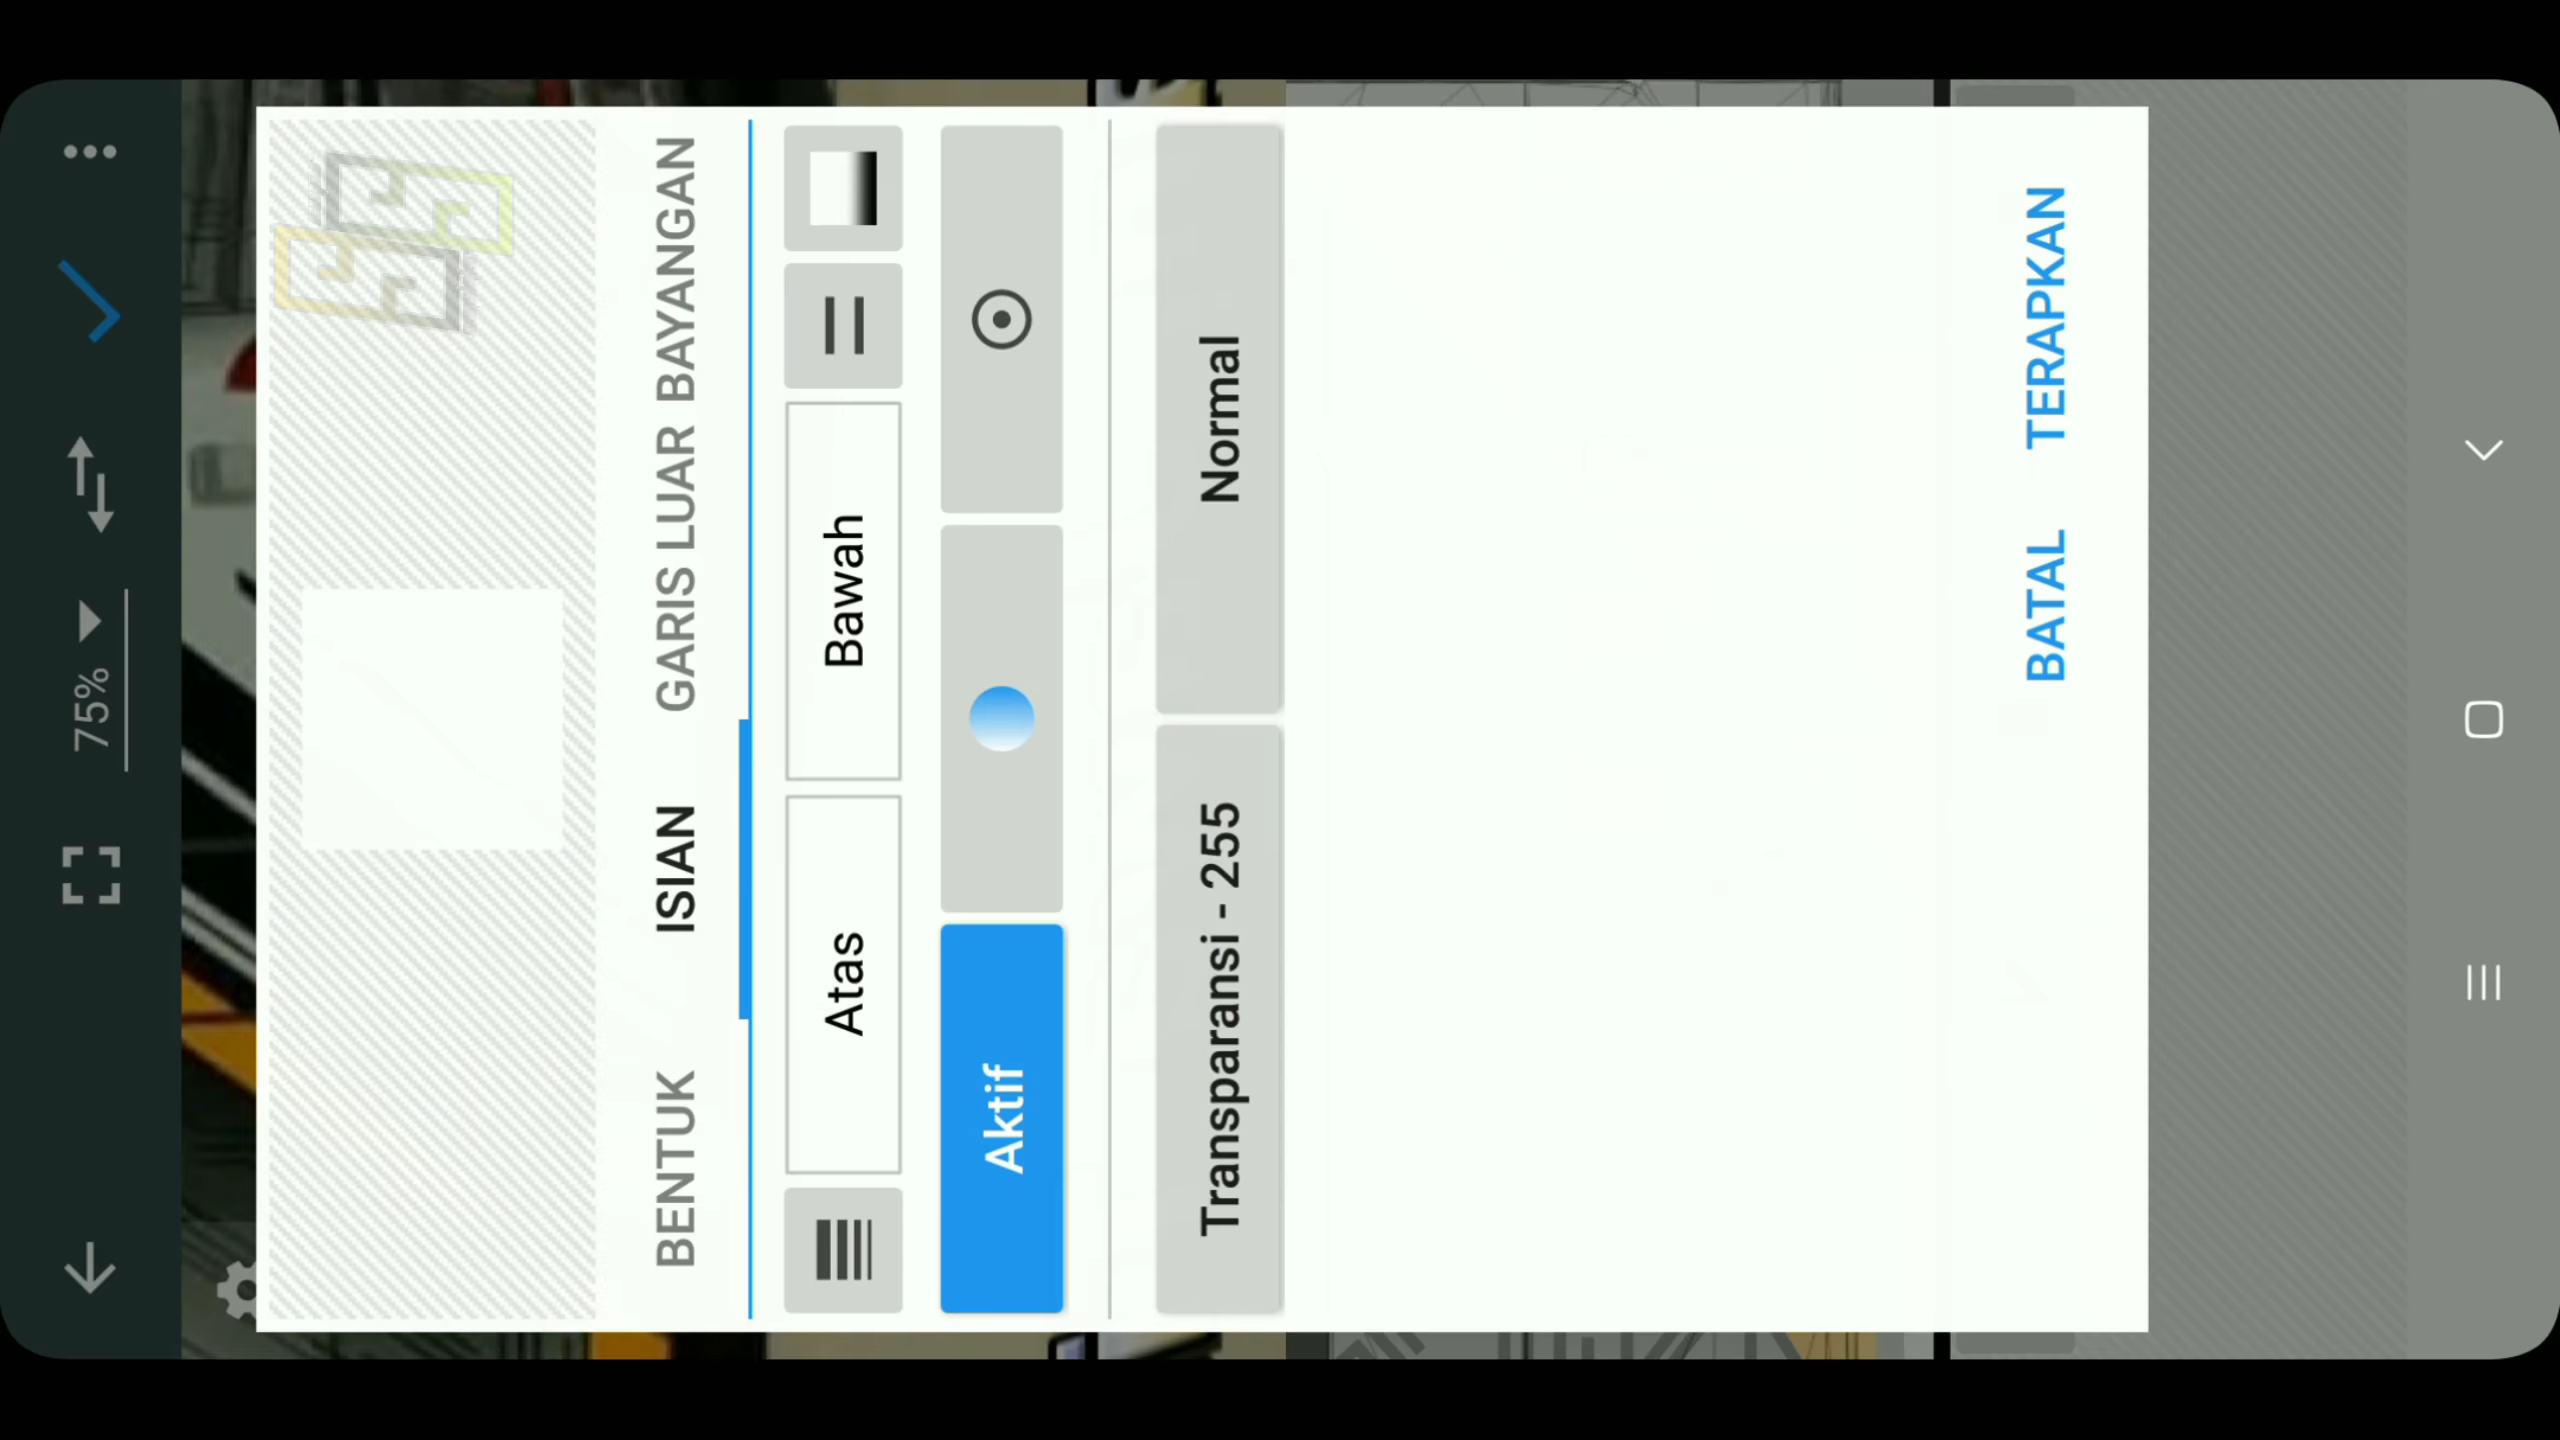 75%
BENTUK ISIAN GARIS LUAR BAYANGAN
Atas Bawah
Aktif
Transparansi - 255 Normal
BATAL TERAPKAN